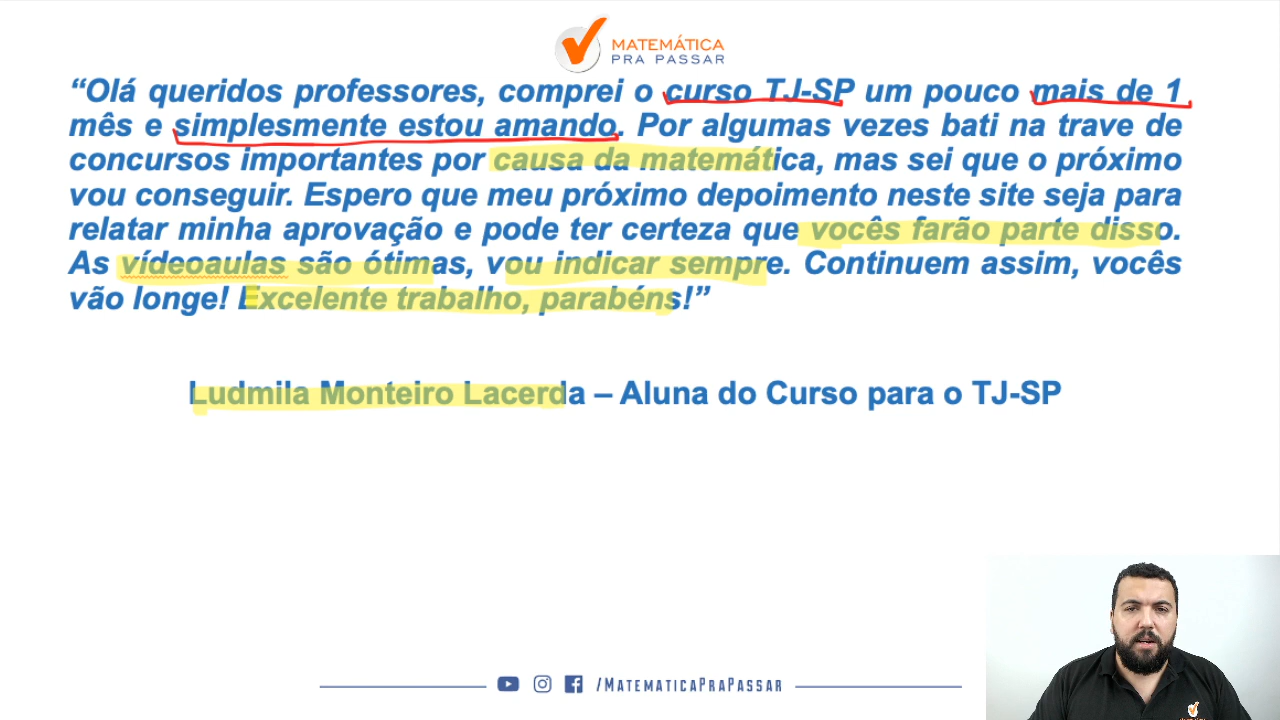 MATEMÁTICA
PRA PASSAR
“Olá queridos professores, comprei o curso TJ-SP um pouco mais de 1
mês e simplesmente estou amando. Por algumas vezes bati na trave de
concursos importantes por causa da matemática, mas sei que o próximo
vou conseguir. Espero que meu próximo depoimento neste site seja para
relatar minha aprovação e pode ter certeza que vocês farão parte disso.
As vídeoaulas são ótimas, vou indicar sempre. Continuem assim, vocês
vão longe! Excelente trabalho, parabéns!”
Ludmila Monteiro Lacerda – Aluna do Curso para o TJ-SP
/MATEMATICAPRAPASSAR